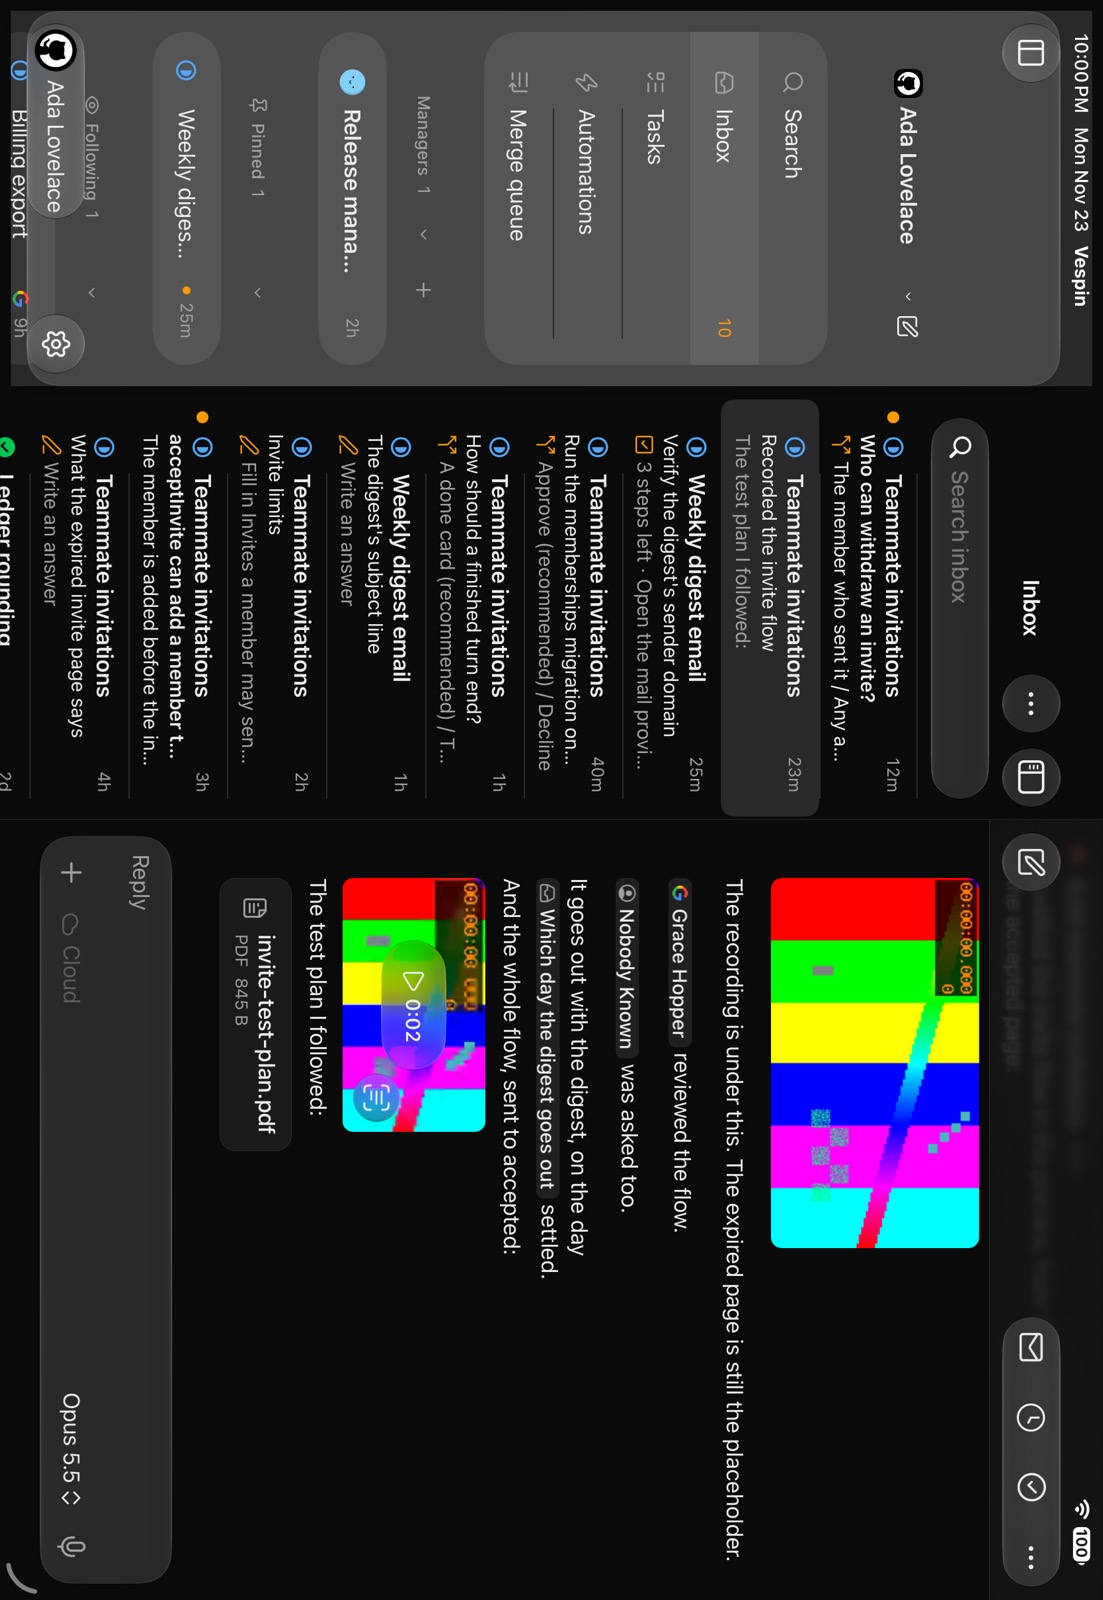 10:00 PM Mon Nov 23 Vespin
100
Ada Lovelace
Search
Inbox 10
Tasks
Automations
Merge queue
Managers 1
Release mana... 2h
Pinned 1
Weekly diges... 25m
Following 1
Ada Lovelace
Billing export 9h
Inbox
Search inbox
Teammate invitations 12m
Who can withdraw an invite?
The member who sent it / Any a...
Teammate invitations 23m
Recorded the invite flow
The test plan I followed:
Weekly digest email 25m
Verify the digest's sender domain
3 steps left · Open the mail provi...
Teammate invitations 40m
Run the memberships migration on...
Approve (recommended) / Decline
Teammate invitations 1h
How should a finished turn end?
A done card (recommended) / T...
Weekly digest email 1h
The digest's subject line
Write an answer
Teammate invitations 2h
Invite limits
Fill in Invites a member may sen...
Teammate invitations 3h
acceptInvite can add a member t...
The member is added before the in...
Teammate invitations 4h
What the expired invite page says
Write an answer
Ledger rounding 2d
the accepted page:
00:00:00.000
0
The recording is under this. The expired page is still the placeholder.
Grace Hopper reviewed the flow.
Nobody Known was asked too.
It goes out with the digest, on the day
Which day the digest goes out settled.
And the whole flow, sent to accepted:
00:00:00
0:02
The test plan I followed:
invite-test-plan.pdf
PDF 845 B
Reply
Cloud
Opus 5.5